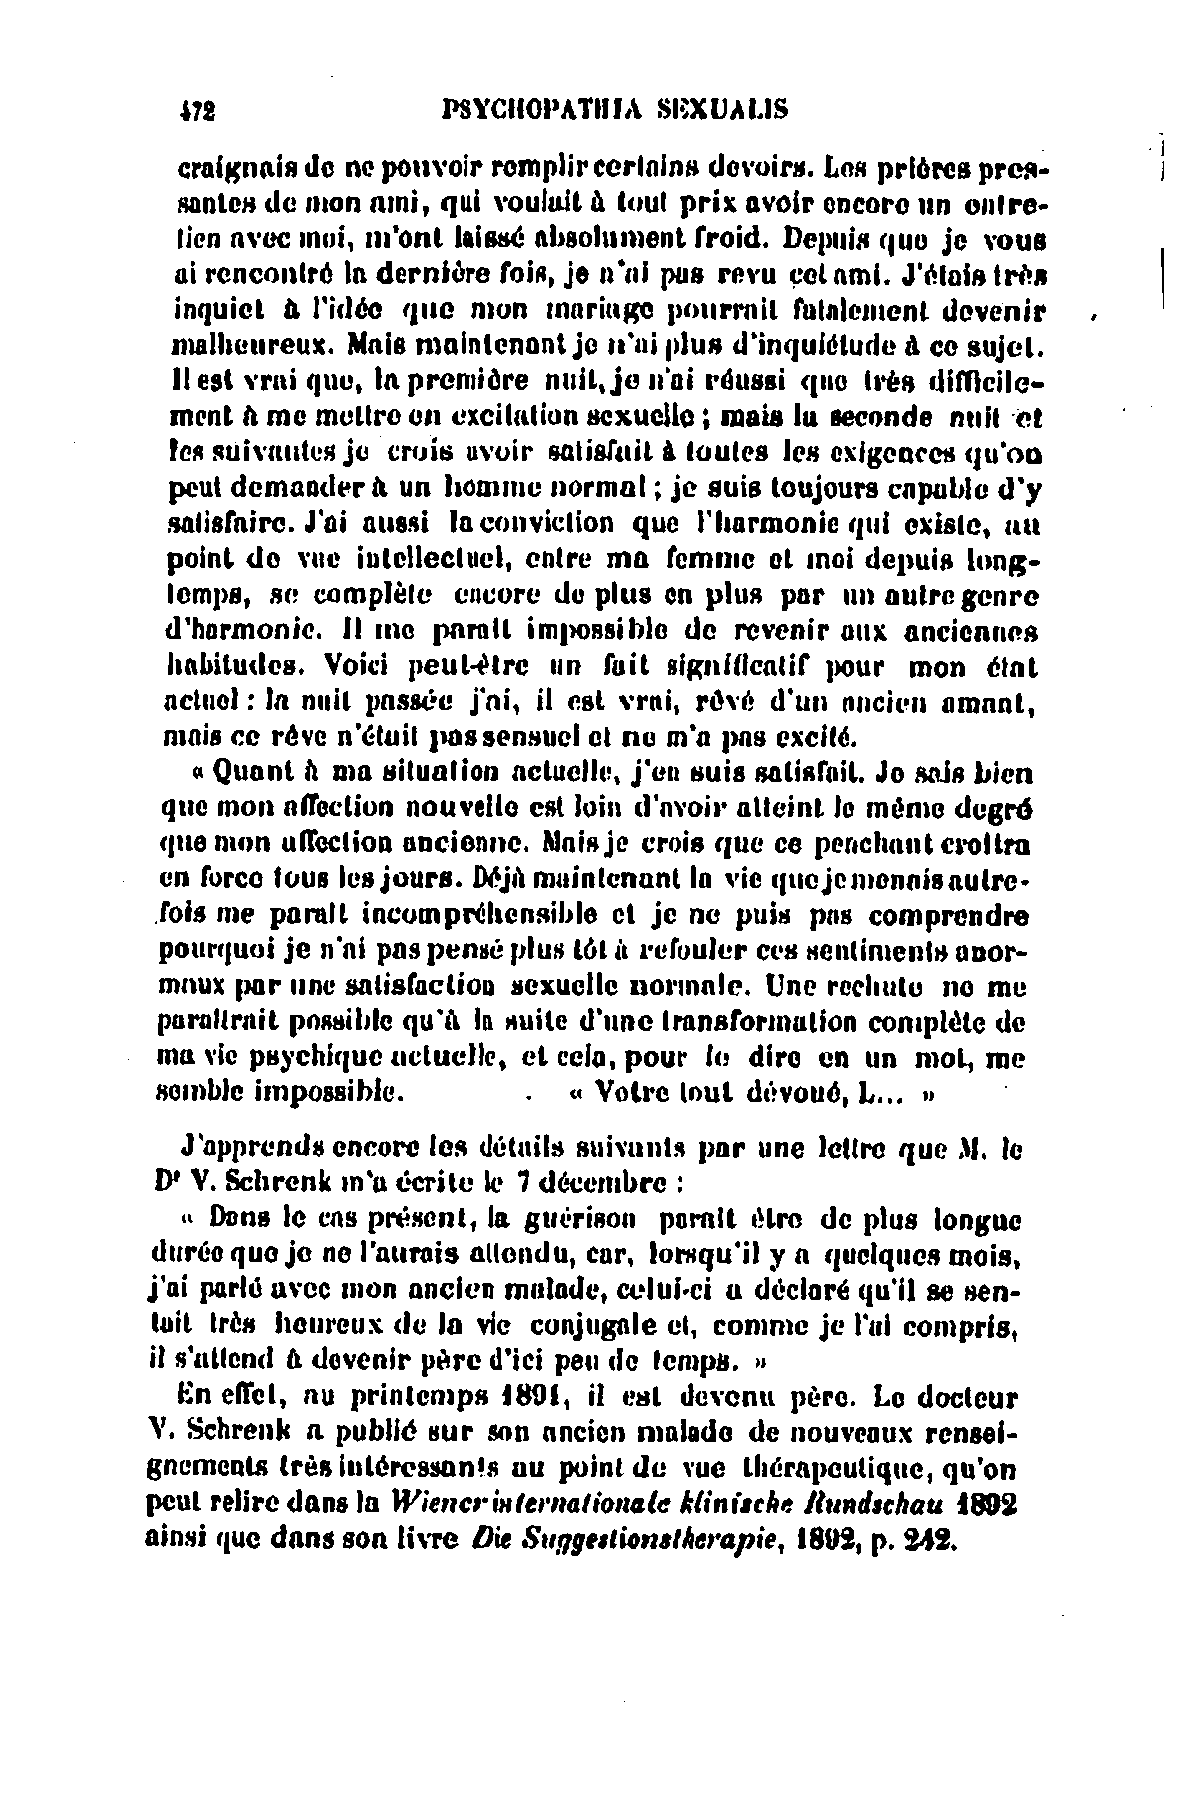 472 PSYCHOPATHIA SEXUALIS
craignais de ne pouvoir remplir certains devoirs. Les prières pres-
santes de mon ami, qui voulait à tout prix avoir encore un entre-
tien avec moi, m'ont laissé absolument froid. Depuis que je vous
ai rencontré la dernière fois, je n'ai pas revu cet ami. J'étais très
inquiet à l'idée que mon mariage pourrait fatalement devenir
malheureux. Mais maintenant je n'ai plus d'inquiétude à ce sujet.
Il est vrai que, la première nuit, je n'ai réussi que très difficile-
ment à me mettre en excitation sexuelle ; mais la seconde nuit et
les suivantes je crois avoir satisfait à toutes les exigences qu'on
peut demander à un homme normal ; je suis toujours capable d'y
satisfaire. J'ai aussi la conviction que l'harmonie qui existe, au
point de vue intellectuel, entre ma femme et moi depuis long-
temps, se complète encore de plus en plus par un autre genre
d'harmonie. Il me paraît impossible de revenir aux anciennes
habitudes. Voici peut-être un fait significatif pour mon état
actuel : la nuit passée j'ai, il est vrai, rêvé d'un ancien amant,
mais ce rêve n'était pas sensuel et ne m'a pas excité.
« Quant à ma situation actuelle, j'en suis satisfait. Je sais bien
que mon affection nouvelle est loin d'avoir atteint le même degré
que mon affection ancienne. Mais je crois que ce penchant croîtra
en force tous les jours. Déjà maintenant la vie que je menais autre-
fois me paraît incompréhensible et je ne puis pas comprendre
pourquoi je n'ai pas pensé plus tôt à refouler ces sentiments anor-
maux par une satisfaction sexuelle normale. Une rechute ne me
paraîtrait possible qu'à la suite d'une transformation complète de
ma vie psychique actuelle, et cela, pour le dire en un mot, me
semble impossible. « Votre tout dévoué, L... »
J'apprends encore les détails suivants par une lettre que M. le
Dr V. Schrenk m'a écrite le 7 décembre :
« Dans le cas présent, la guérison paraît être de plus longue
durée que je ne l'aurais attendu, car, lorsqu'il y a quelques mois,
j'ai parlé avec mon ancien malade, celui-ci a déclaré qu'il se sen-
tait très heureux de la vie conjugale et, comme je l'ai compris,
il s'attend à devenir père d'ici peu de temps. »
En effet, au printemps 1891, il est devenu père. Le docteur
V. Schrenk a publié sur son ancien malade de nouveaux rensei-
gnements très intéressants au point de vue thérapeutique, qu'on
peut relire dans la Wiener internationale klinische Rundschau 1892
ainsi que dans son livre Die Suggestionstherapie, 1892, p. 242.